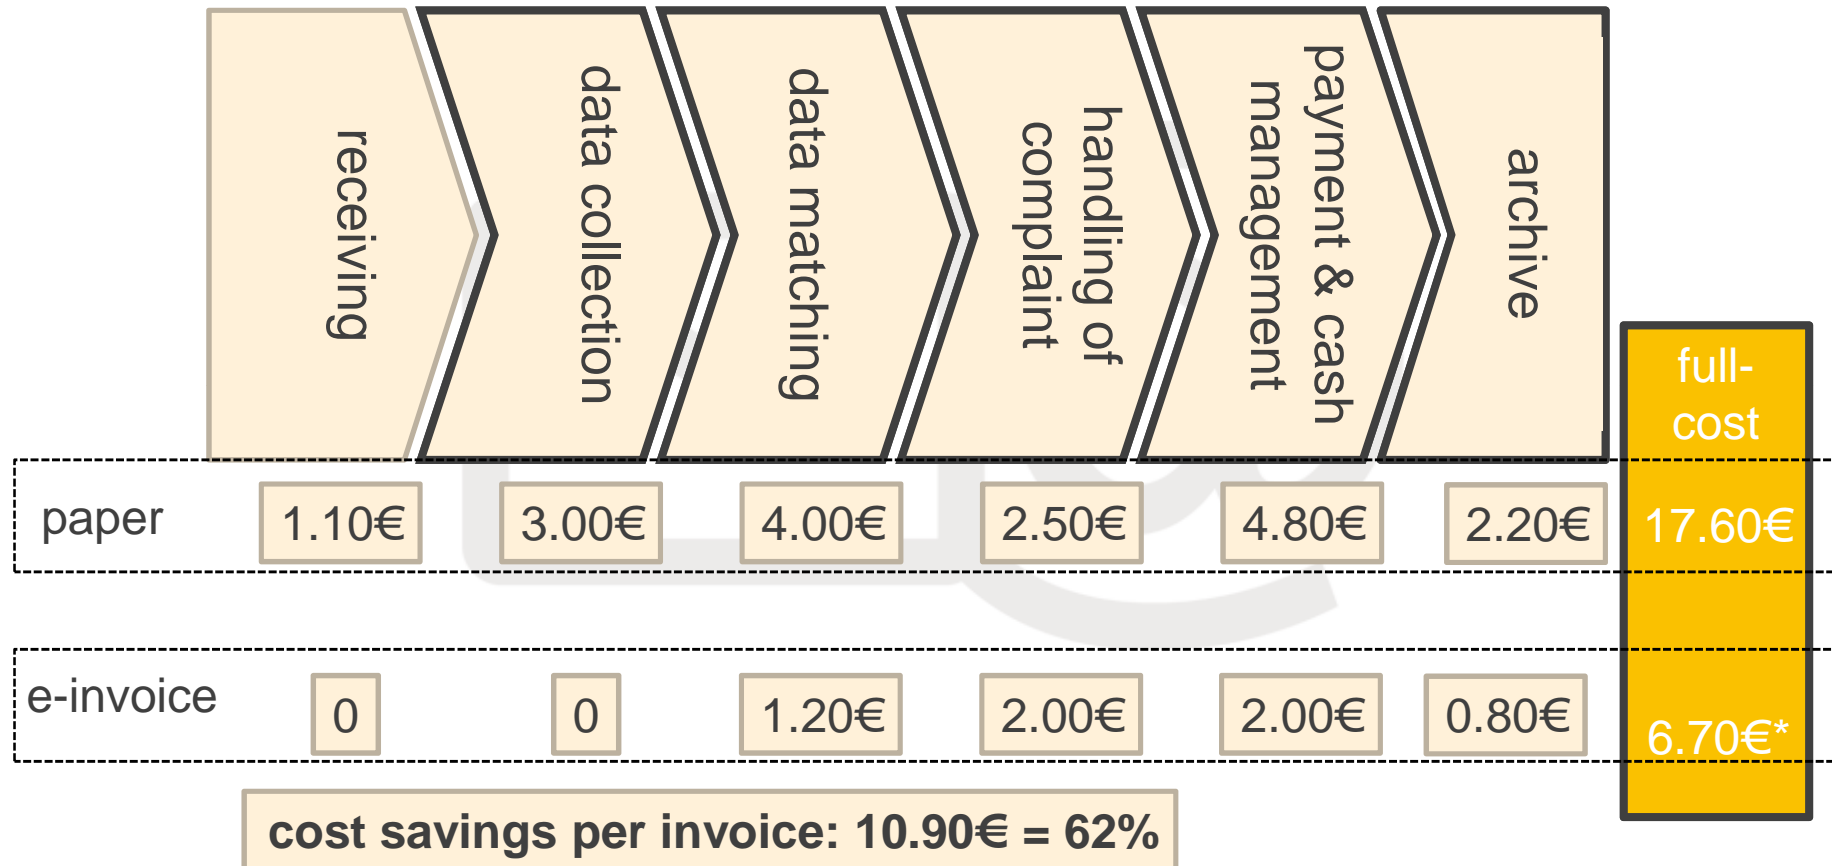 receiving
data collection
data matching
handling of
complaint
payment & cash
management
archive
full-
cost
paper
1.10€
3.00€
4.00€
2.50€
4.80€
2.20€
17.60€
e-invoice
0
0
1.20€
2.00€
2.00€
0.80€
6.70€*
cost savings per invoice: 10.90€ = 62%